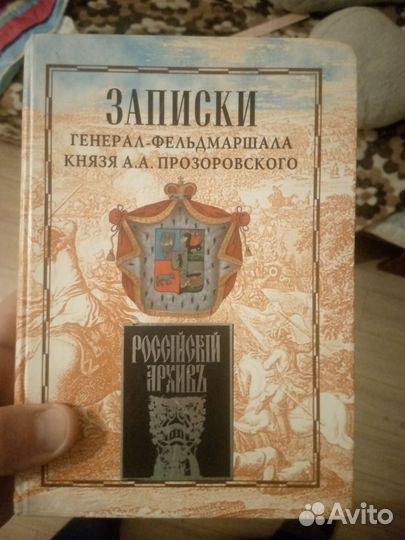 ЗАПИСКИ
ГЕНЕРАЛ-ФЕЛЬДМАРШАЛА
КНЯЗЯ А.А. ПРОЗОРОВСКОГО
РОССІЙСКІЙ
АРХИВЪ
Avito